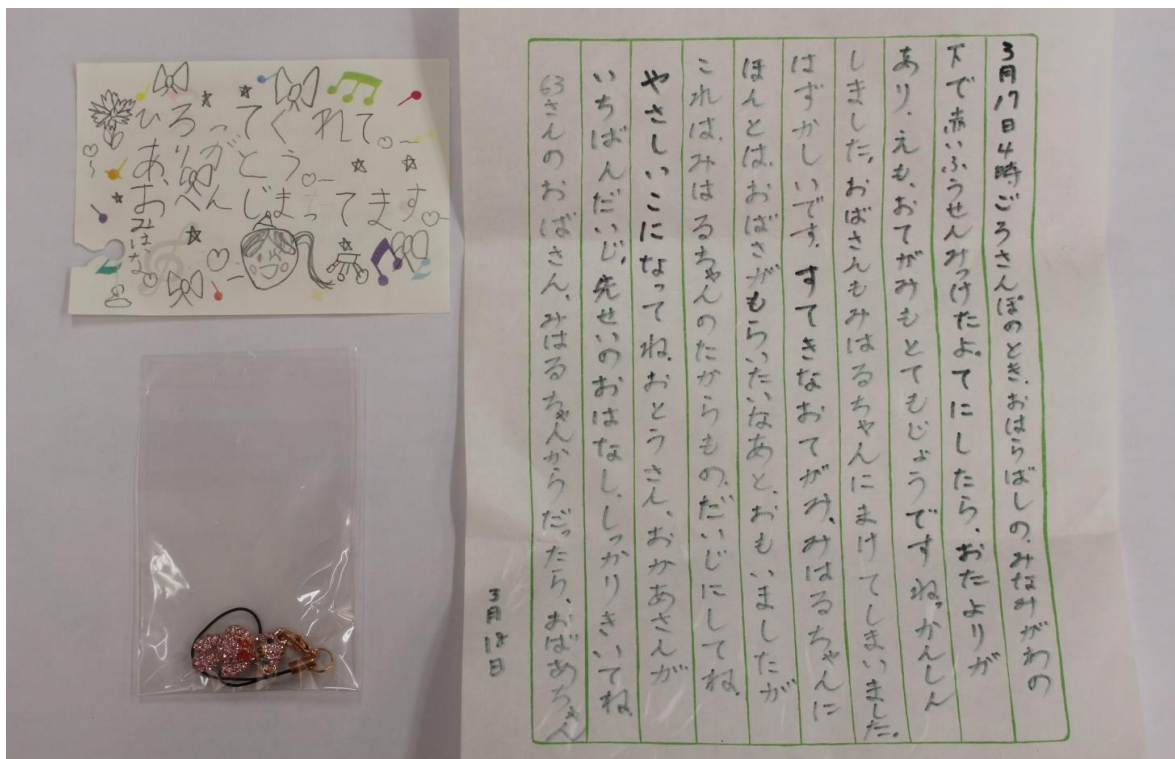 ひろってくれて。
ありがとう。
おへんじまってます
みはる
3月17日4時ごろさんぽのとき、おはらばしの、みなみがわの
下で赤いふうせんみつけたよ。てにしたら、おたよりが
あり、えも、おてがみもとてもじょうずですねっかんしん
しました。おばさんもみはるちゃんにまけてしまいました。
はずかしいです。すてきなおてがみ、みはるちゃんに
ほんとは、おばさがもらいたいなあと、おもいましたが
これは、みはるちゃんのたからもの、だいじにしてね、
やさしいこになってね、おとうさん、おかあさんが
いちばんだいじ、先せいのおはなし、しっかりきいてね
63さんのおばさん、みはるちゃんからだったら、おばあちゃん
3月18日